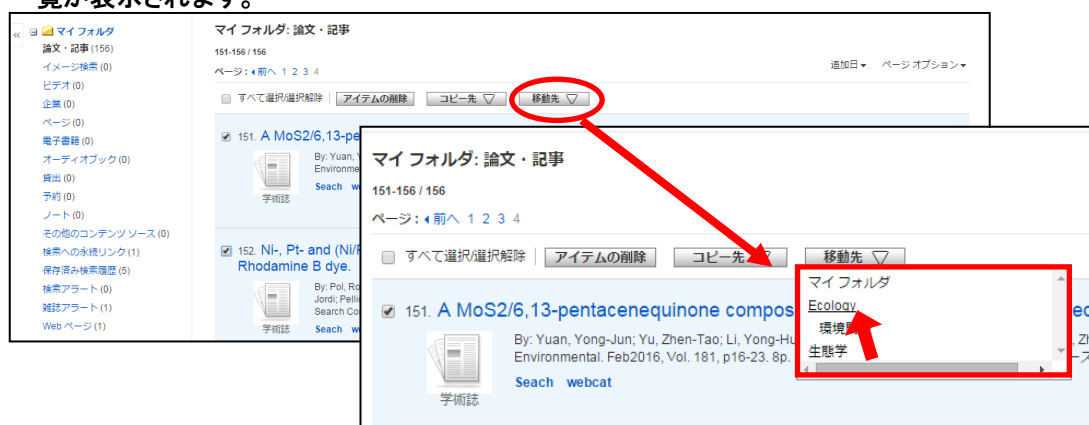 覧が表示されます。
«
マイ フォルダ
論文・記事 (156)
イメージ検索 (0)
ビデオ (0)
企業 (0)
ページ (0)
電子書籍 (0)
オーディオブック (0)
貸出 (0)
予約 (0)
ノート (0)
その他のコンテンツ ソース (0)
検索への永続リンク (1)
保存済み検索履歴 (5)
検索アラート (0)
雑誌アラート (1)
Web ページ (1)
マイ フォルダ: 論文・記事
151-156 / 156
ページ: 前へ 1 2 3 4
追加日 ページ オプション
すべて選択/選択解除 アイテムの削除 コピー先 ▽ 移動先 ▽
151. A MoS2/6,13-pe
By: Yuan,
Environme
Seach
学術誌
152. Ni-, Pt- and (Ni/
Rhodamine B dye.
By: Pol,
Jordi;
Search Co
Seach
学術誌
マイ フォルダ: 論文・記事
151-156 / 156
ページ: 前へ 1 2 3 4
すべて選択/選択解除 アイテムの削除 コピー先 移動先 ▽
マイ フォルダ
Ecology
生態学
151. A MoS2/6,13-pentacenequinone compos
By: Yuan, Yong-Jun; Yu, Zhen-Tao; Li, Yong-Hu
Environmental. Feb2016, Vol. 181, p16-23. 8p.
Seach webcat
学術誌